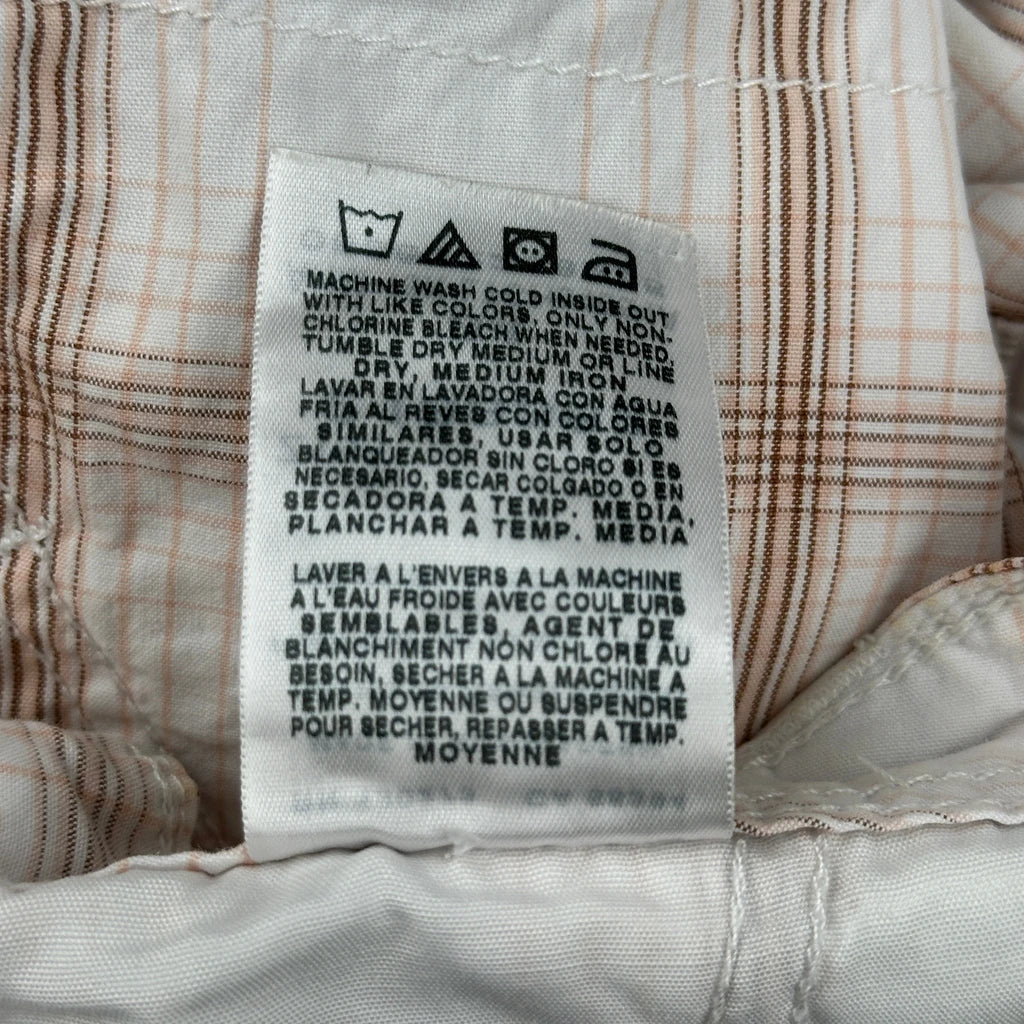 MACHINE WASH COLD INSIDE OUT
WITH LIKE COLORS, ONLY NON-
CHLORINE BLEACH WHEN NEEDED,
TUMBLE DRY MEDIUM OR LINE
DRY, MEDIUM IRON
LAVAR EN LAVADORA CON AGUA
FRIA AL REVES CON COLORES
SIMILARES, USAR SOLO
BLANQUEADOR SIN CLORO SI ES
NECESARIO, SECAR COLGADO O EN
SECADORA A TEMP. MEDIA,
PLANCHAR A TEMP. MEDIA
LAVER A L'ENVERS A LA MACHINE
A L'EAU FROIDE AVEC COULEURS
SEMBLABLES, AGENT DE
BLANCHIMENT NON CHLORE AU
BESOIN, SECHER A LA MACHINE A
TEMP. MOYENNE OU SUSPENDRE
POUR SECHER, REPASSER A TEMP.
MOYENNE